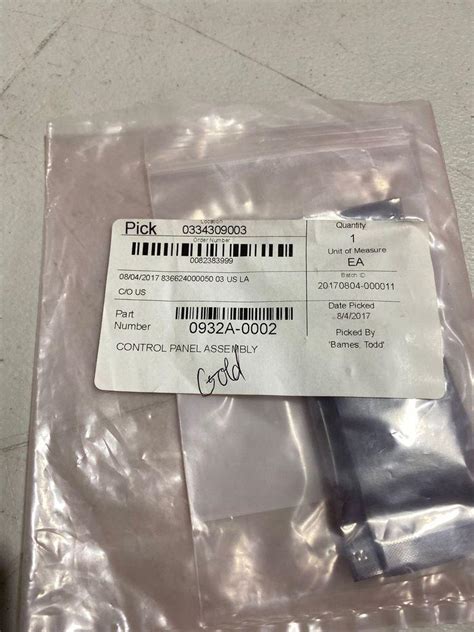 Pick
Location
0334309003
Order Number
0082383999
08/04/2017 836624000050 03 US LA
C/O US
Part Number
0932A-0002
CONTROL PANEL ASSEMBLY
Gold
Quantity
1
Unit of Measure
EA
Batch ID
20170804-000011
Date Picked
8/4/2017
Picked By
'Barnes, Todd'